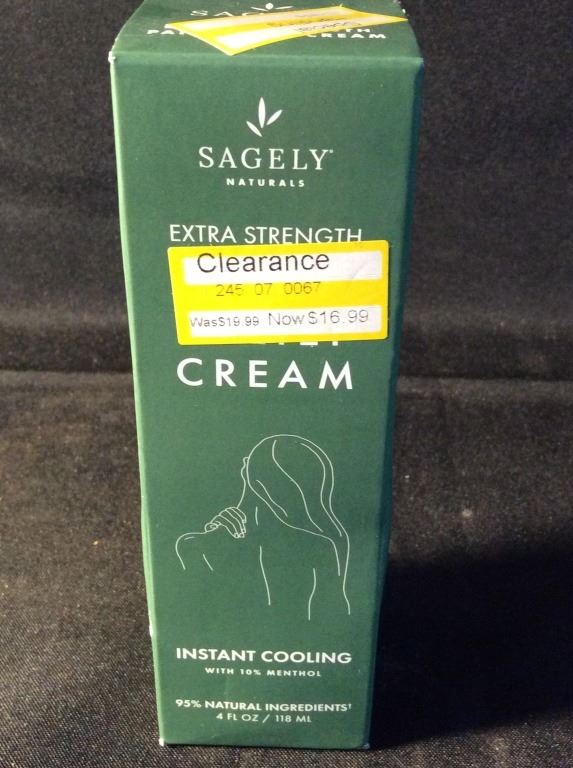 CREAM
SAGELY
NATURALS
EXTRA STRENGTH
Clearance
245 07 0067
Was$19.99 Now $16.99
CREAM
INSTANT COOLING
WITH 10% MENTHOL
95% NATURAL INGREDIENTS†
4 FL OZ / 118 ML